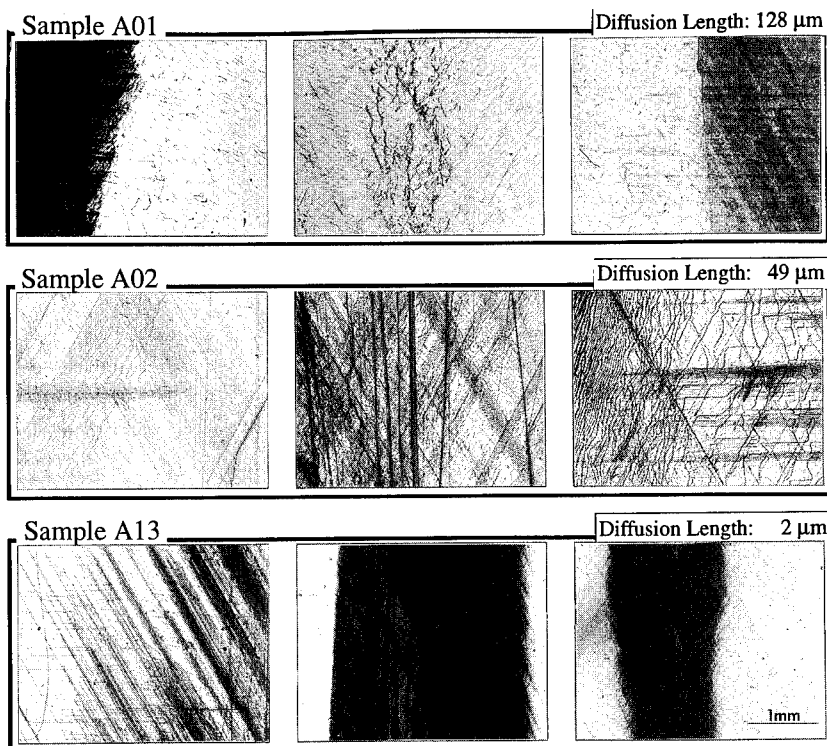 Sample A01
Diffusion Length: 128 µm
Sample A02
Diffusion Length: 49 µm
Sample A13
Diffusion Length: 2 µm
1mm